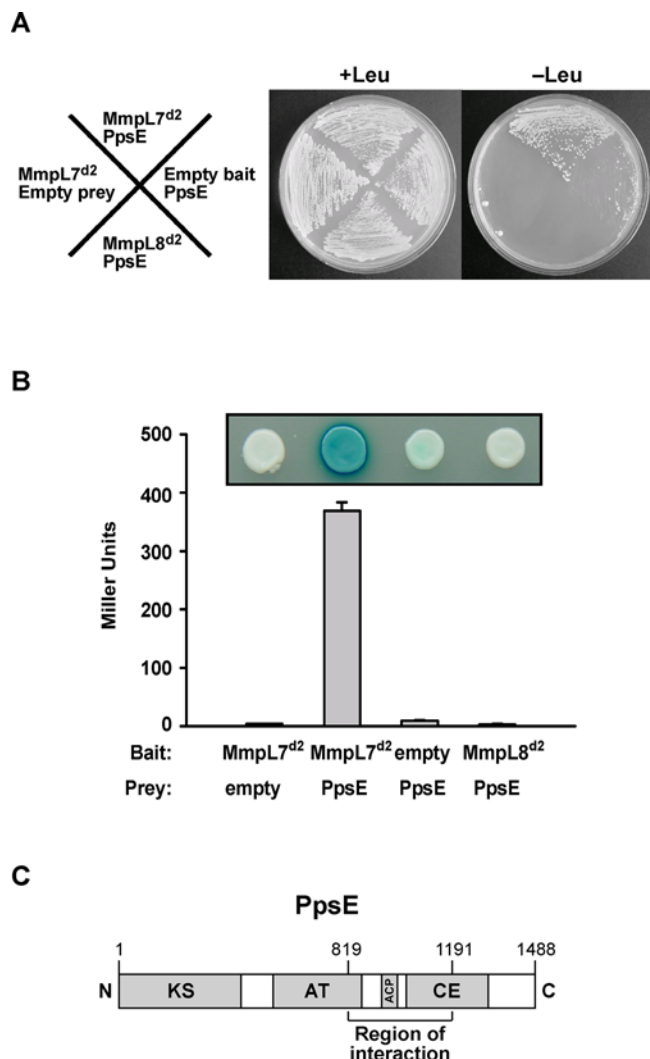 A
+Leu
–Leu
MmpL7d2
PpsE
MmpL7d2
Empty prey
Empty bait
PpsE
MmpL8d2
PpsE
B
500
400
300
200
100
0
Miller Units
Bait: MmpL7d2 MmpL7d2 empty MmpL8d2
Prey: empty PpsE PpsE PpsE
C
PpsE
1 819 1191 1488
N KS AT ACP CE C
Region of
interaction